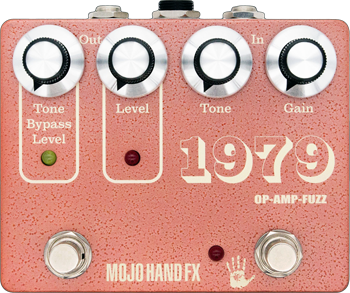 Out In
Tone Bypass Level
Level
Tone
Gain
1979
OP-AMP-FUZZ
MOJO HAND FX